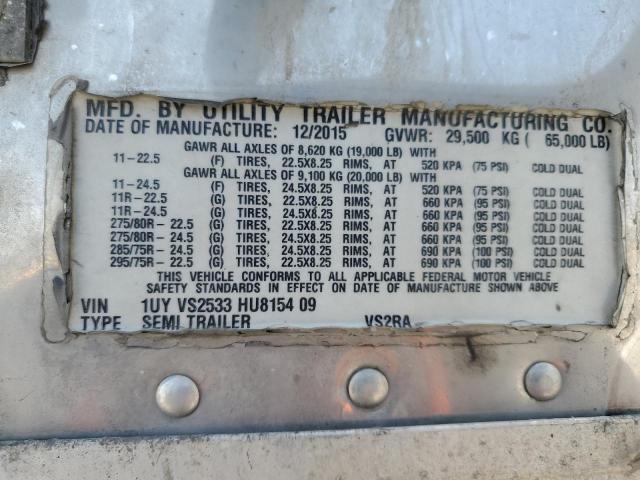 MFD. BY UTILITY TRAILER MANUFACTURING CO.
DATE OF MANUFACTURE: 12/2015 GVWR: 29,500 KG ( 65,000 LB)
GAWR ALL AXLES OF 8,620 KG (19,000 LB) WITH
11-22.5 (F) TIRES, 22.5X8.25 RIMS, AT 520 KPA (75 PSI) COLD DUAL
GAWR ALL AXLES OF 9,100 KG (20,000 LB) WITH
11-24.5 (F) TIRES, 24.5X8.25 RIMS, AT 520 KPA (75 PSI) COLD DUAL
11R-22.5 (G) TIRES, 22.5X8.25 RIMS, AT 660 KPA (95 PSI) COLD DUAL
11R-24.5 (G) TIRES, 24.5X8.25 RIMS, AT 660 KPA (95 PSI) COLD DUAL
275/80R-22.5 (G) TIRES, 22.5X8.25 RIMS, AT 660 KPA (95 PSI) COLD DUAL
275/80R-24.5 (G) TIRES, 24.5X8.25 RIMS, AT 660 KPA (95 PSI) COLD DUAL
285/75R-24.5 (G) TIRES, 24.5X8.25 RIMS, AT 690 KPA (100 PSI) COLD DUAL
295/75R-22.5 (G) TIRES, 22.5X8.25 RIMS, AT 690 KPA (100 PSI) COLD DUAL
THIS VEHICLE CONFORMS TO ALL APPLICABLE FEDERAL MOTOR VEHICLE
SAFETY STANDARDS IN EFFECT ON DATE OF MANUFACTURE SHOWN ABOVE
VIN 1UY VS2533 HU8154 09
TYPE SEMI TRAILER VS2RA